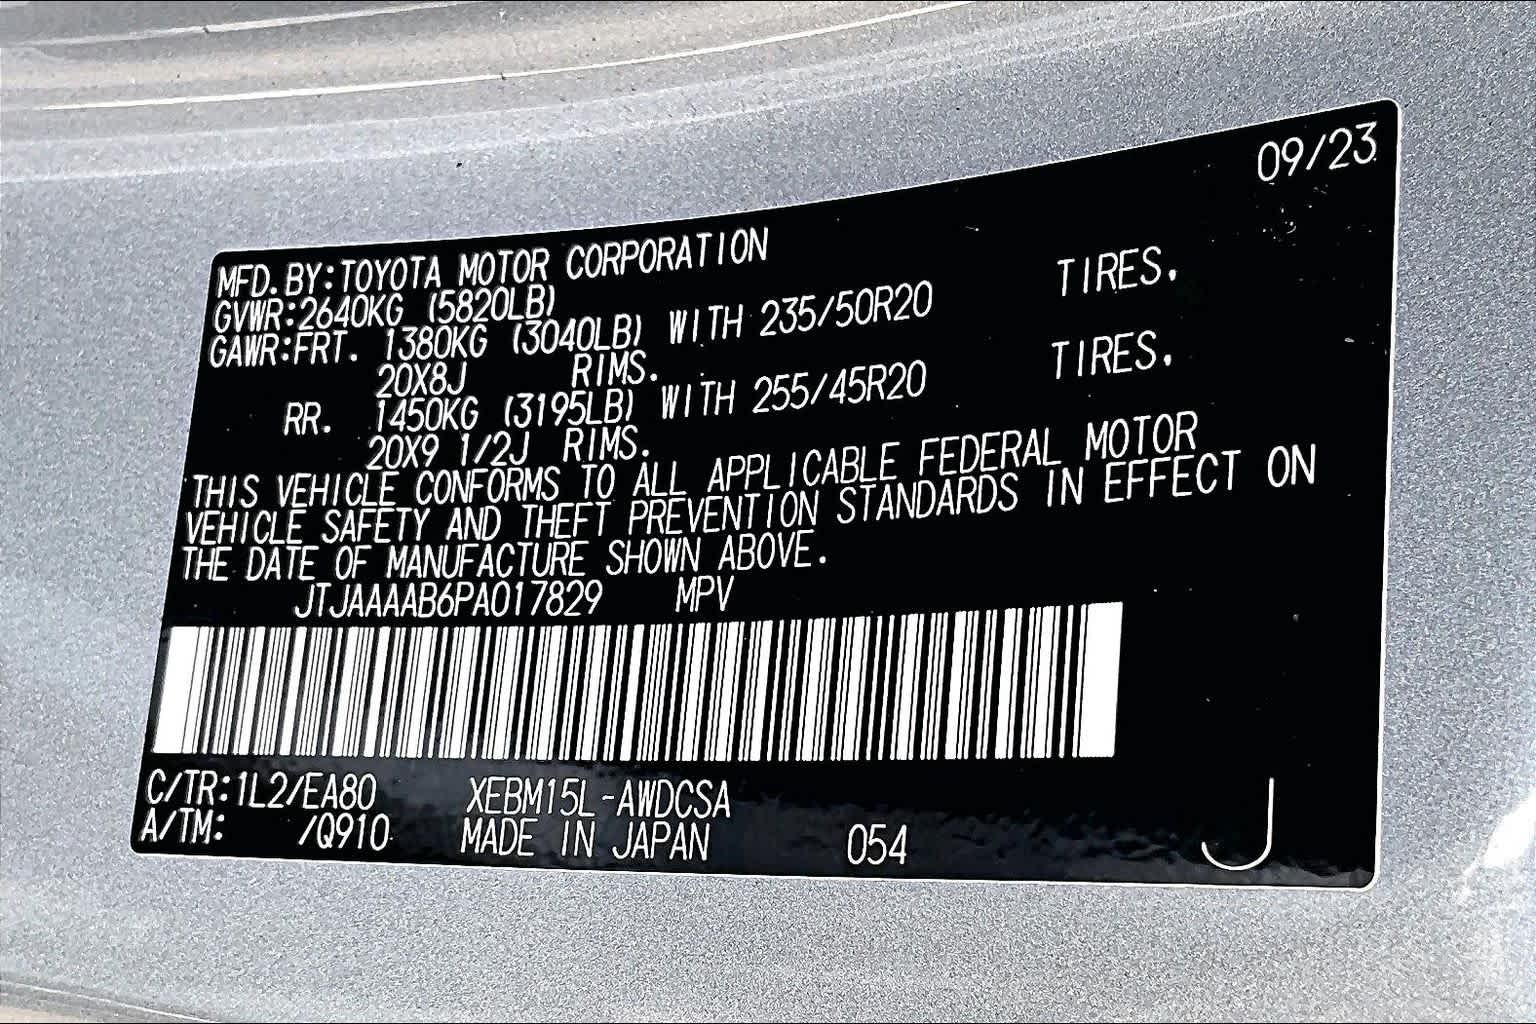 09/23
MFD.BY:TOYOTA MOTOR CORPORATION
GVWR:2640KG (5820LB)
GAWR:FRT. 1380KG (3040LB) WITH 235/50R20 TIRES.
20X8J RIMS.
RR. 1450KG (3195LB) WITH 255/45R20 TIRES.
20X9 1/2J RIMS.
THIS VEHICLE CONFORMS TO ALL APPLICABLE FEDERAL MOTOR
VEHICLE SAFETY AND THEFT PREVENTION STANDARDS IN EFFECT ON
THE DATE OF MANUFACTURE SHOWN ABOVE.
JTJAAAAB6PA017829 MPV
C/TR:1L2/EA80 XEBM15L-AWDCSA
A/TM: /Q910 MADE IN JAPAN 054 J